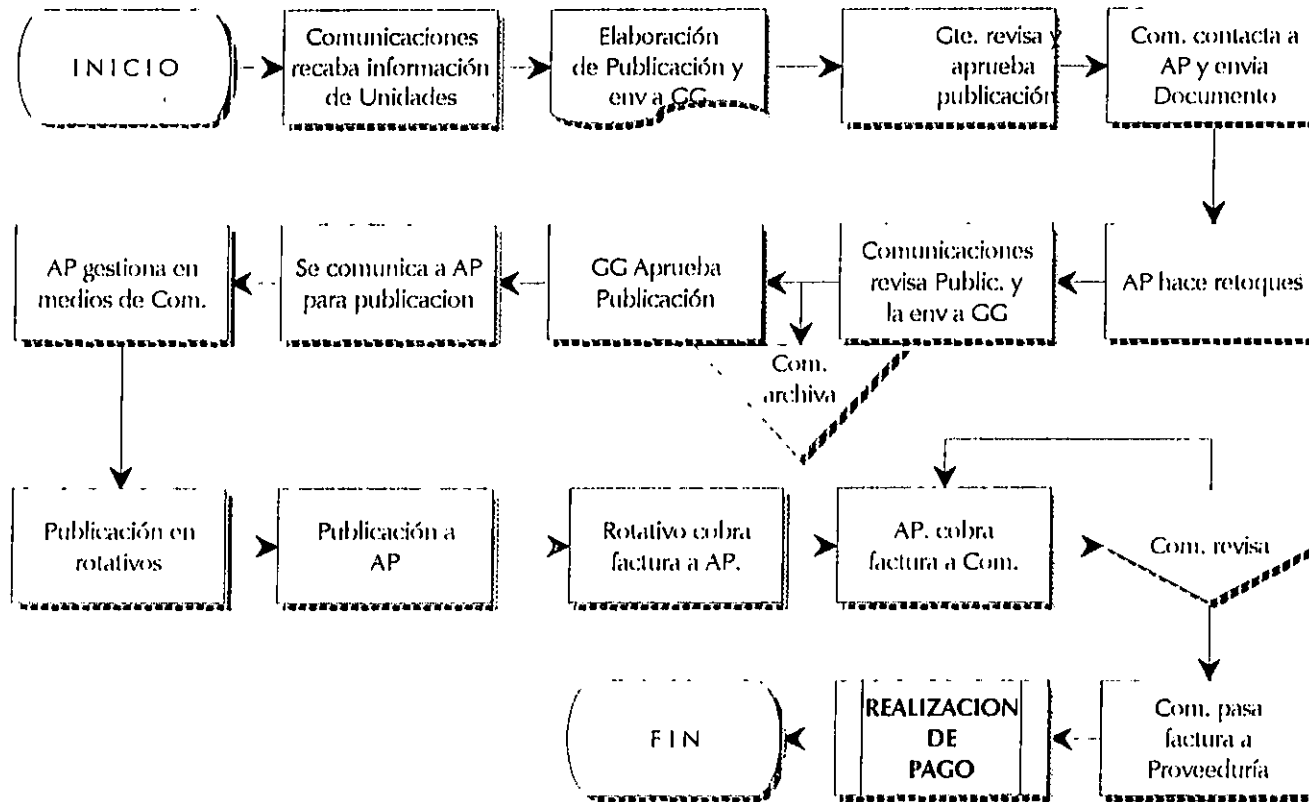 INICIO
Comunicaciones
recaba información
de Unidades
Elaboración
de Publicación y
env a GG
Gte. revisa y
aprueba
publicación
Com. contacta a
AP y envia
Documento
AP gestiona en
medios de Com.
Se comunica a AP
para publicacion
GG Aprueba
Publicación
Comunicaciones
revisa Public. y
la env a GG
AP hace retoques
Com.
archiva
Publicación en
rotativos
Publicación a
AP
Rotativo cobra
factura a AP.
AP. cobra
factura a Com.
Com. revisa
FIN
REALIZACION
DE
PAGO
Com. pasa
factura a
Proveeduría